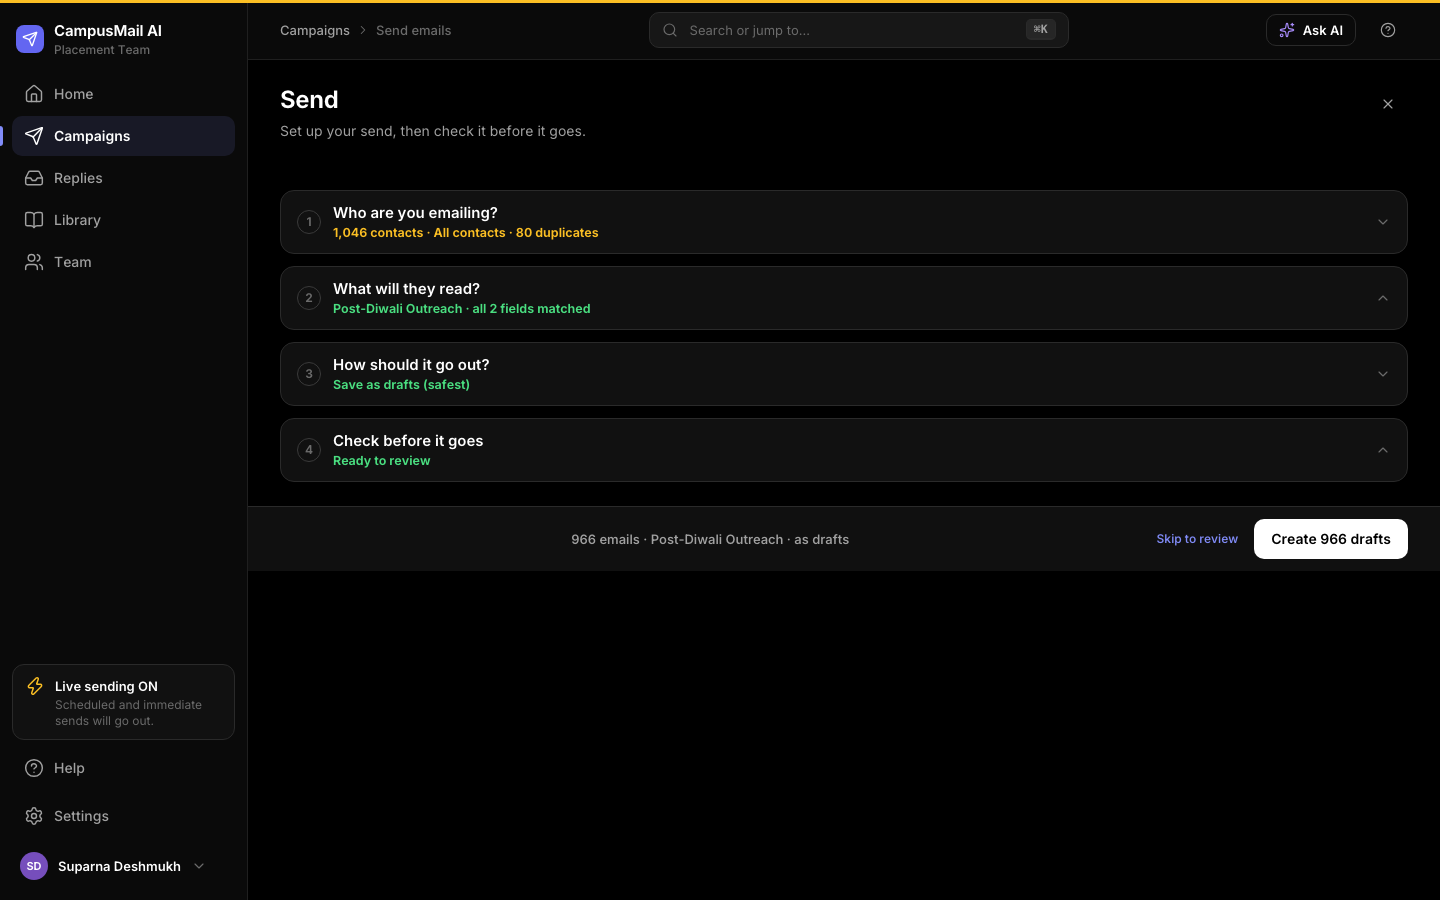 CampusMail AI
Placement Team
Home
Campaigns
Replies
Library
Team
Live sending ON
Scheduled and immediate
sends will go out.
Help
Settings
SD
Suparna Deshmukh
Campaigns
Send emails
Search or jump to...
⌘K
Ask AI
Send
Set up your send, then check it before it goes.
1
Who are you emailing?
1,046 contacts · All contacts · 80 duplicates
2
What will they read?
Post-Diwali Outreach · all 2 fields matched
3
How should it go out?
Save as drafts (safest)
4
Check before it goes
Ready to review
966 emails · Post-Diwali Outreach · as drafts
Skip to review
Create 966 drafts